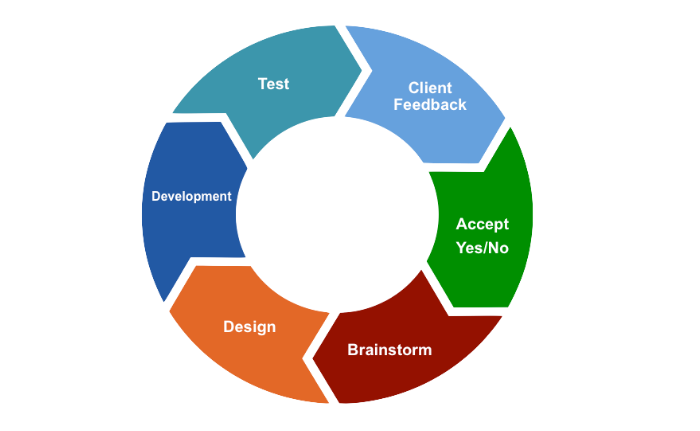 Test
Client
Feedback
Development
Accept
Yes/No
Design
Brainstorm